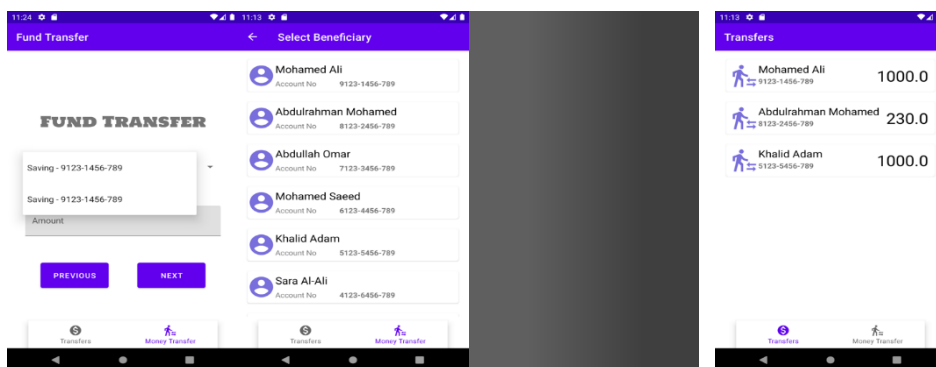 11:24
Fund Transfer
FUND TRANSFER
Saving - 9123-1456-789
Saving - 9123-1456-789
Amount
PREVIOUS
NEXT
Transfers
Money Transfer
11:13
Select Beneficiary
Mohamed Ali
Account No 9123-1456-789
Abdulrahman Mohamed
Account No 8123-2456-789
Abdullah Omar
Account No 7123-3456-789
Mohamed Saeed
Account No 6123-4456-789
Khalid Adam
Account No 5123-5456-789
Sara Al-Ali
Account No 4123-6456-789
Transfers
Money Transfer
11:13
Transfers
Mohamed Ali
9123-1456-789
1000.0
Abdulrahman Mohamed
8123-2456-789
230.0
Khalid Adam
5123-5456-789
1000.0
Transfers
Money Transfer